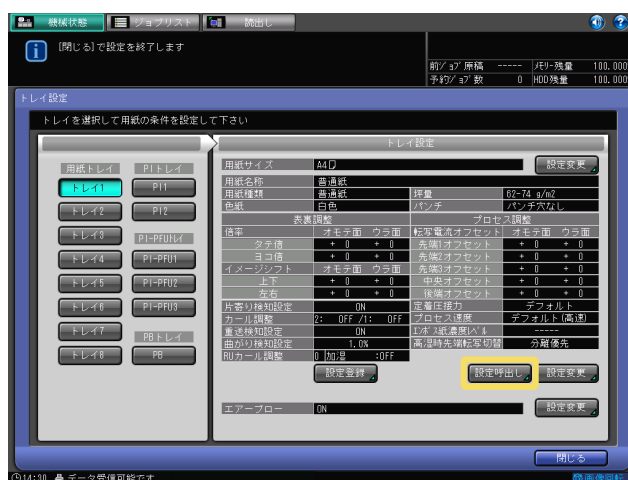 機械状態 ジョブリスト 読出し
[閉じる]で設定を終了します
前ジョブ原稿 ----- メモリー残量 100.000
予約ジョブ数 0 HDD残量 100.000
トレイ設定
トレイを選択して用紙の条件を設定して下さい
用紙トレイ PIトレイ
トレイ1 PI1
トレイ2 PI2
トレイ3 PI-PFUトレイ
トレイ4 PI-PFU1
トレイ5 PI-PFU2
トレイ6 PI-PFU3
トレイ7 PBトレイ
トレイ8 PB
トレイ設定
用紙サイズ A4 設定変更
用紙名称 普通紙
用紙種類 普通紙 坪量 62-74 g/m2
色紙 白色 パンチ パンチ穴なし
表裏調整 プロセス調整
倍率 オモテ面 ウラ面 転写電流オフセット オモテ面 ウラ面
タテ倍 + 0 + 0 先端1オフセット + 0 + 0
ヨコ倍 + 0 + 0 先端2オフセット + 0 + 0
イメージシフト オモテ面 ウラ面 先端3オフセット + 0 + 0
上下 + 0 + 0 中央オフセット + 0 + 0
左右 + 0 + 0 後端オフセット + 0 + 0
片寄り検知設定 ON 定着圧接力 デフォルト
カール調整 2: OFF /1: OFF プロセス速度 デフォルト(高速)
重送検知設定 ON エンボス紙濃度レベル -----
曲がり検知設定 1.0% 高湿時先端転写切替 分離優先
RUカール調整 0 加湿 :OFF
設定登録 設定呼出し 設定変更
エアーブロー ON 設定変更
閉じる
14:30 データ受信可能です 画像回転